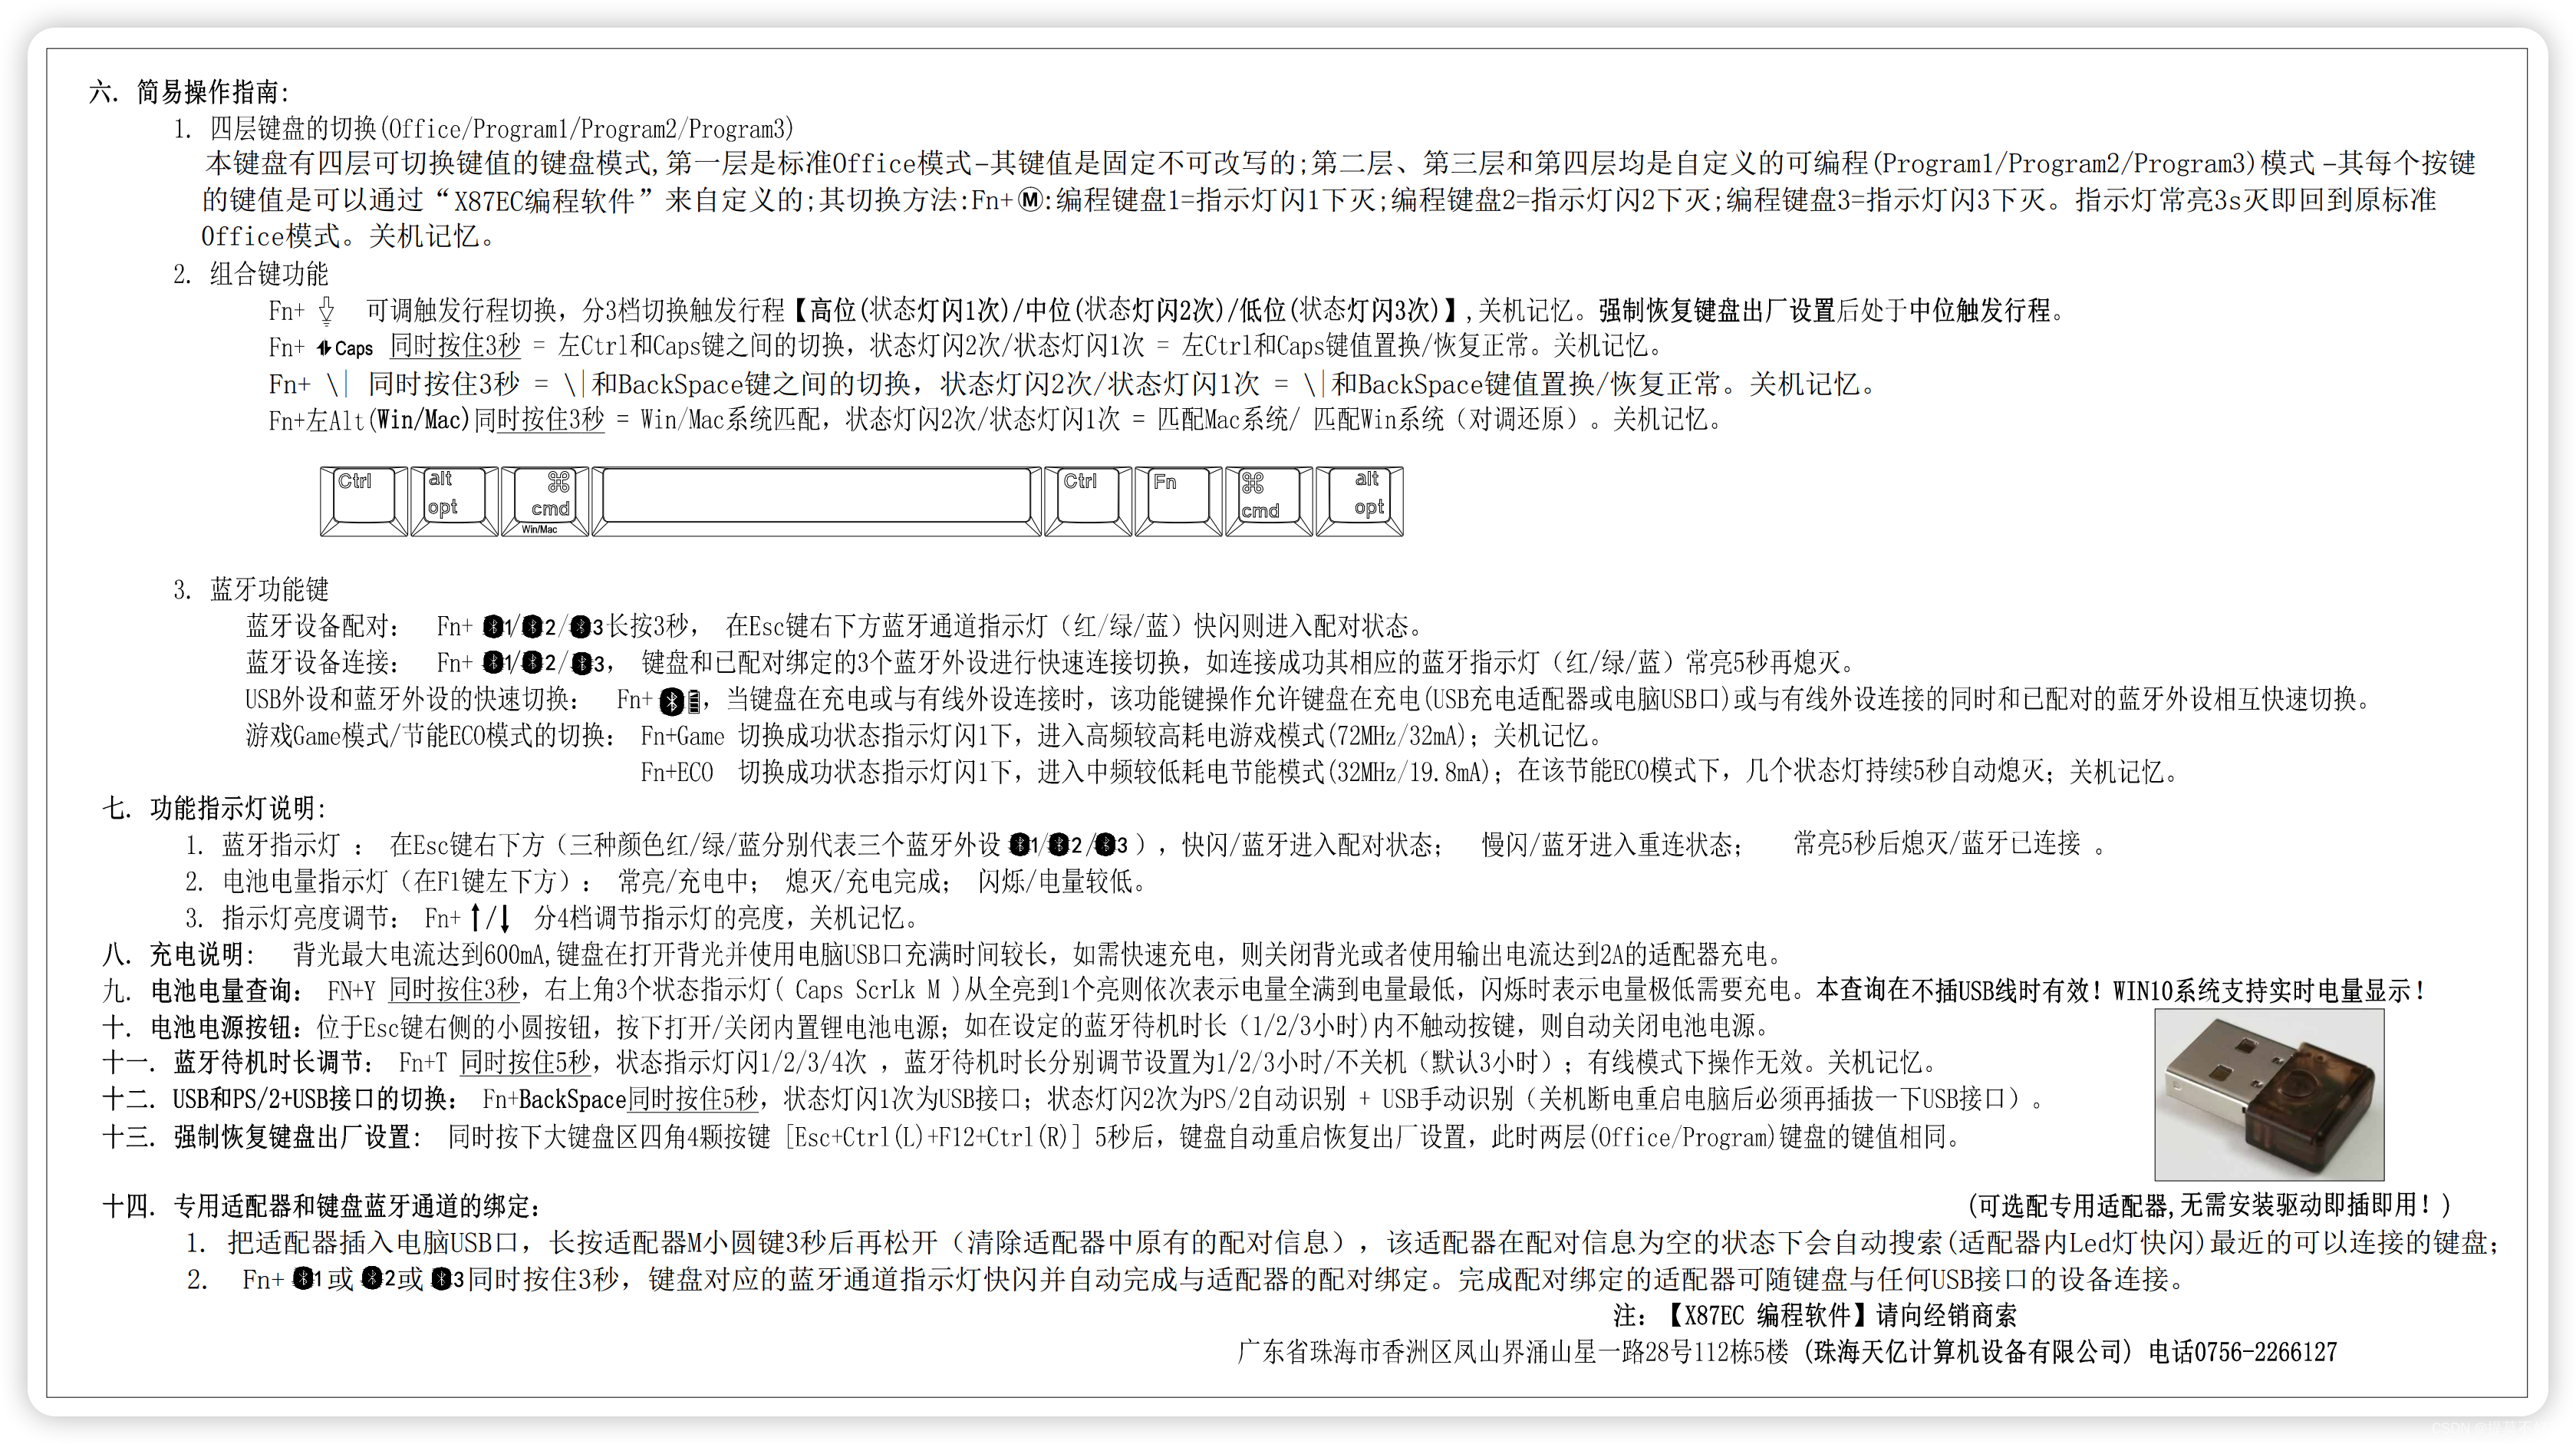 六. 简易操作指南:
1. 四层键盘的切换(Office/Program1/Program2/Program3)
本键盘有四层可切换键值的键盘模式,第一层是标准Office模式-其键值是固定不可改写的;第二层、第三层和第四层均是自定义的可编程(Program1/Program2/Program3)模式 -其每个按键
的键值是可以通过“X87EC编程软件”来自定义的;其切换方法:Fn+Ⓜ:编程键盘1=指示灯闪1下灭;编程键盘2=指示灯闪2下灭;编程键盘3=指示灯闪3下灭。指示灯常亮3s灭即回到原标准
Office模式。关机记忆。
2. 组合键功能
Fn+ 可调触发行程切换, 分3档切换触发行程【高位(状态灯闪1次)/中位(状态灯闪2次)/低位(状态灯闪3次)】,关机记忆。强制恢复键盘出厂设置后处于中位触发行程。
Fn+ Caps 同时按住3秒 = 左Ctrl和Caps键之间的切换, 状态灯闪2次/状态灯闪1次 = 左Ctrl和Caps键值置换/恢复正常。关机记忆。
Fn+ \| 同时按住3秒 = \|和BackSpace键之间的切换, 状态灯闪2次/状态灯闪1次 = \|和BackSpace键值置换/恢复正常。关机记忆。
Fn+左Alt(Win/Mac)同时按住3秒 = Win/Mac系统匹配, 状态灯闪2次/状态灯闪1次 = 匹配Mac系统/ 匹配Win系统（对调还原）。关机记忆。
Ctrl alt opt ⌘ cmd Win/Mac Ctrl Fn ⌘ cmd alt opt
3. 蓝牙功能键
蓝牙设备配对: Fn+ 1/2/3长按3秒, 在Esc键右下方蓝牙通道指示灯（红/绿/蓝）快闪则进入配对状态。
蓝牙设备连接: Fn+ 1/2/3, 键盘和已配对绑定的3个蓝牙外设进行快速连接切换, 如连接成功其相应的蓝牙指示灯（红/绿/蓝）常亮5秒再熄灭。
USB外设和蓝牙外设的快速切换: Fn+ , 当键盘在充电或与有线外设连接时, 该功能键操作允许键盘在充电(USB充电适配器或电脑USB口)或与有线外设连接的同时和已配对的蓝牙外设相互快速切换。
游戏Game模式/节能ECO模式的切换: Fn+Game 切换成功状态指示灯闪1下, 进入高频较高耗电游戏模式(72MHz/32mA); 关机记忆。
Fn+ECO 切换成功状态指示灯闪1下, 进入中频较低耗电节能模式(32MHz/19.8mA); 在该节能ECO模式下, 几个状态灯持续5秒自动熄灭; 关机记忆。
七. 功能指示灯说明:
1. 蓝牙指示灯 : 在Esc键右下方（三种颜色红/绿/蓝分别代表三个蓝牙外设 1/2/3 ）, 快闪/蓝牙进入配对状态; 慢闪/蓝牙进入重连状态; 常亮5秒后熄灭/蓝牙已连接 。
2. 电池电量指示灯（在F1键左下方）: 常亮/充电中; 熄灭/充电完成; 闪烁/电量较低。
3. 指示灯亮度调节: Fn+ ↑/↓ 分4档调节指示灯的亮度, 关机记忆。
八. 充电说明: 背光最大电流达到600mA,键盘在打开背光并使用电脑USB口充满时间较长, 如需快速充电, 则关闭背光或者使用输出电流达到2A的适配器充电。
九. 电池电量查询: FN+Y 同时按住3秒, 右上角3个状态指示灯( Caps ScrLk M )从全亮到1个亮则依次表示电量全满到电量最低, 闪烁时表示电量极低需要充电。本查询在不插USB线时有效! WIN10系统支持实时电量显示!
十. 电池电源按钮: 位于Esc键右侧的小圆按钮, 按下打开/关闭内置锂电池电源; 如在设定的蓝牙待机时长（1/2/3小时)内不触动按键, 则自动关闭电池电源。
十一. 蓝牙待机时长调节: Fn+T 同时按住5秒, 状态指示灯闪1/2/3/4次 , 蓝牙待机时长分别调节设置为1/2/3小时/不关机（默认3小时）; 有线模式下操作无效。关机记忆。
十二. USB和PS/2+USB接口的切换: Fn+BackSpace同时按住5秒, 状态灯闪1次为USB接口; 状态灯闪2次为PS/2自动识别 + USB手动识别（关机断电重启电脑后必须再插拔一下USB接口）。
十三. 强制恢复键盘出厂设置: 同时按下大键盘区四角4颗按键 [Esc+Ctrl(L)+F12+Ctrl(R)] 5秒后, 键盘自动重启恢复出厂设置, 此时两层(Office/Program)键盘的键值相同。
十四. 专用适配器和键盘蓝牙通道的绑定:
(可选配专用适配器,无需安装驱动即插即用! )
1. 把适配器插入电脑USB口, 长按适配器M小圆键3秒后再松开（清除适配器中原有的配对信息）, 该适配器在配对信息为空的状态下会自动搜索(适配器内Led灯快闪)最近的可以连接的键盘;
2. Fn+ 1或 2或 3同时按住3秒, 键盘对应的蓝牙通道指示灯快闪并自动完成与适配器的配对绑定。完成配对绑定的适配器可随键盘与任何USB接口的设备连接。
注: 【X87EC 编程软件】请向经销商索
广东省珠海市香洲区凤山界涌山星一路28号112栋5楼 (珠海天亿计算机设备有限公司) 电话0756-2266127